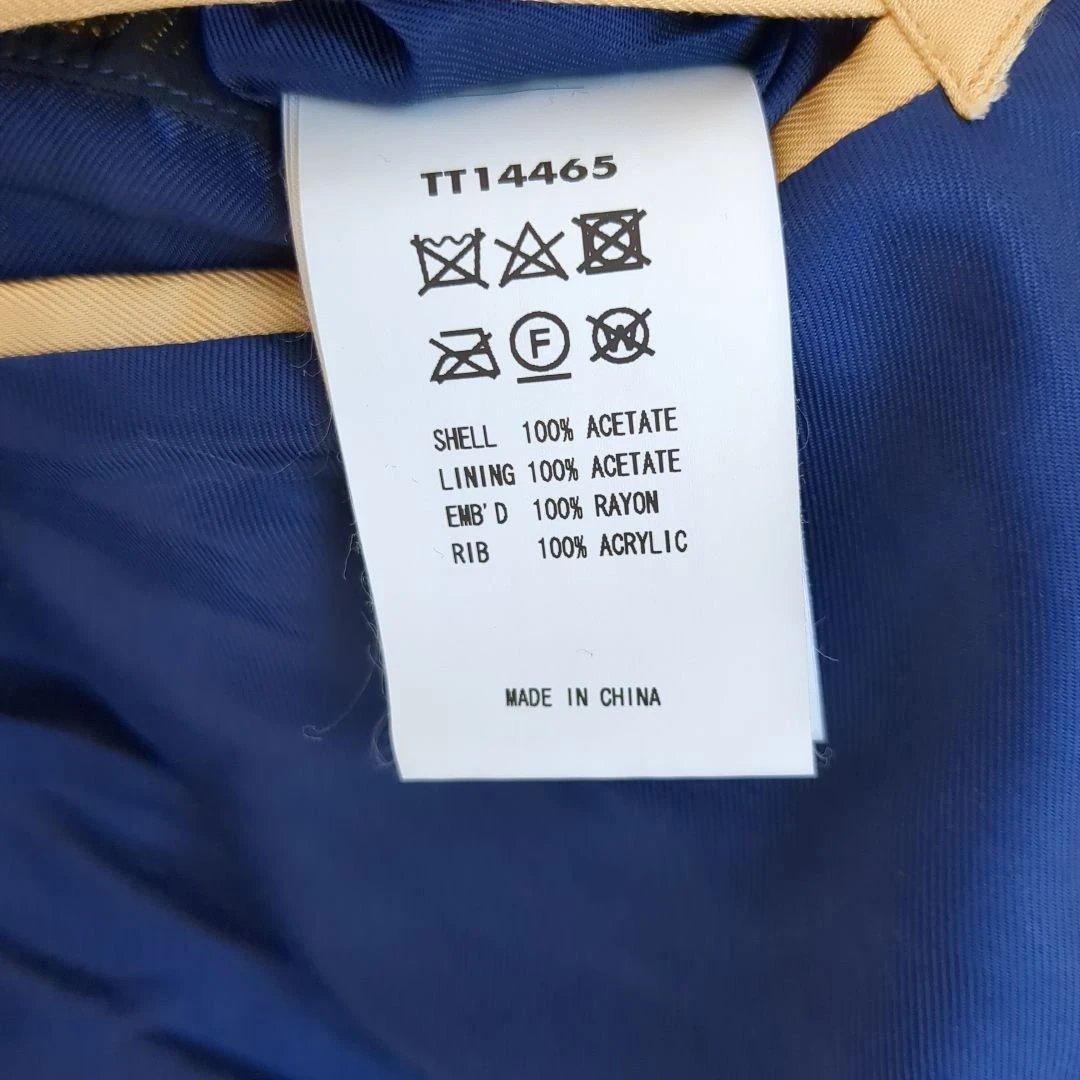 TT14465
F W
SHELL 100% ACETATE
LINING 100% ACETATE
EMB'D 100% RAYON
RIB 100% ACRYLIC
MADE IN CHINA